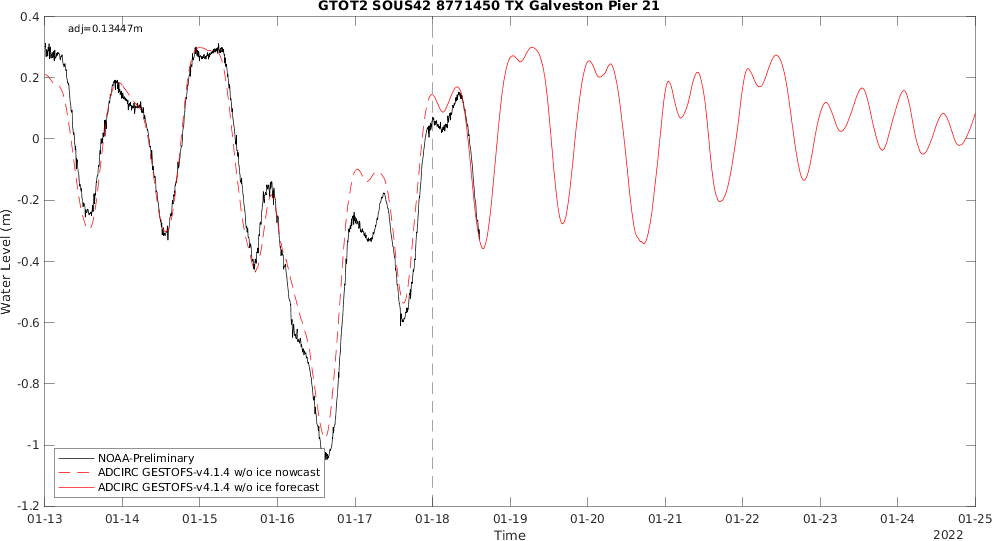 GTOT2 SOUS42 8771450 TX Galveston Pier 21
adj=0.13447m
0.4
0.2
0
-0.2
-0.4
-0.6
-0.8
-1
-1.2
Water Level (m)
NOAA-Preliminary
ADCIRC GESTOFS-v4.1.4 w/o ice nowcast
ADCIRC GESTOFS-v4.1.4 w/o ice forecast
01-13 01-14 01-15 01-16 01-17 01-18 01-19 01-20 01-21 01-22 01-23 01-24 01-25
Time
2022